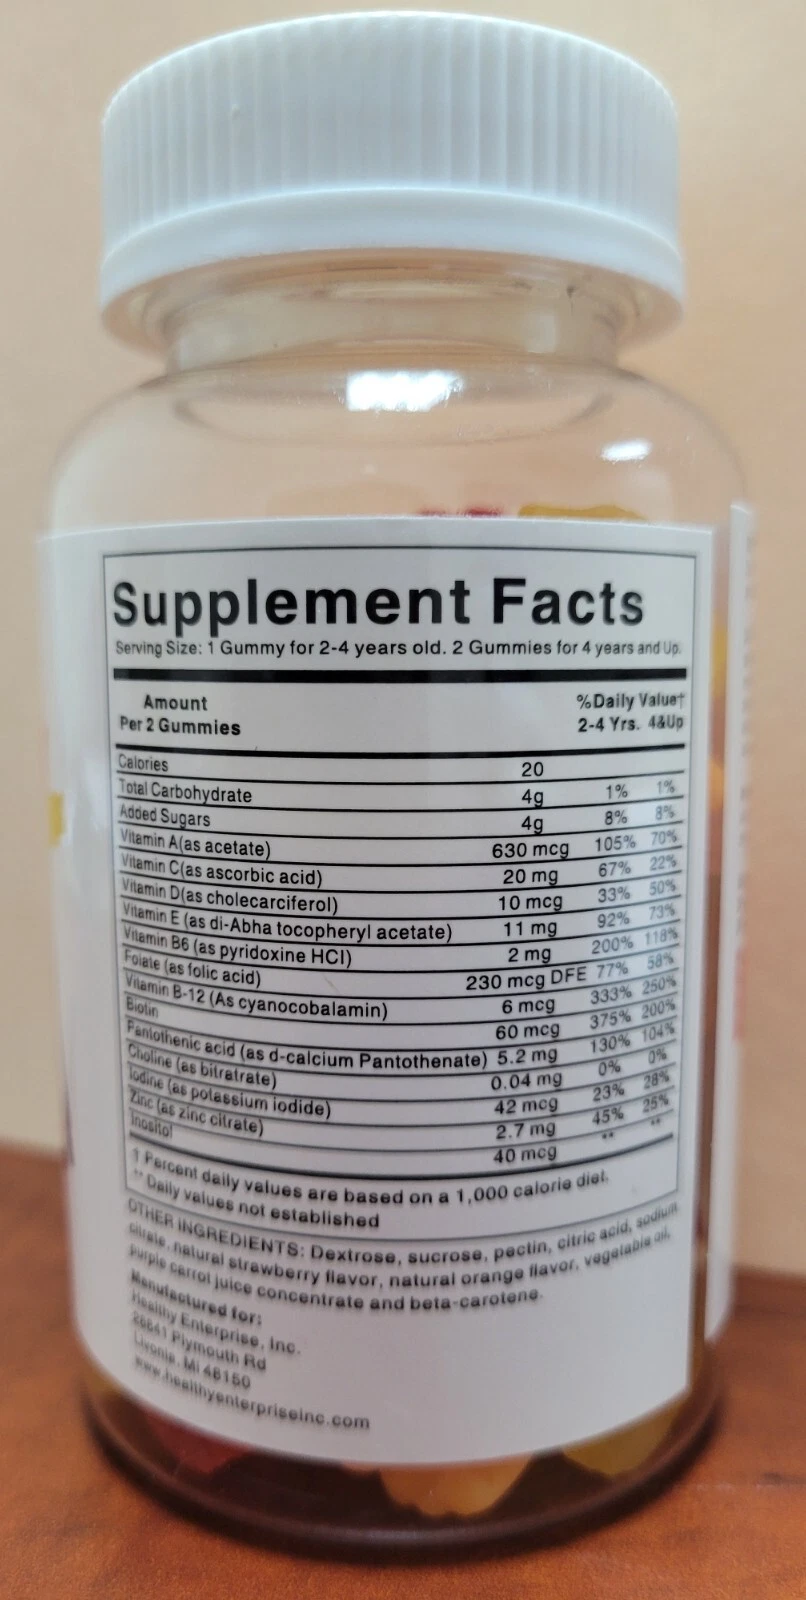 Supplement Facts
Serving Size: 1 Gummy for 2-4 years old. 2 Gummies for 4 years and Up.
Amount %Daily Value†
Per 2 Gummies 2-4 Yrs. 4&Up
Calories 20
Total Carbohydrate 4g 1% 1%
Added Sugars 4g 8% 8%
Vitamin A(as acetate) 630 mcg 105% 70%
Vitamin C(as ascorbic acid) 20 mg 67% 22%
Vitamin D(as cholecarciferol) 10 mcg 33% 50%
Vitamin E (as di-Abha tocopheryl acetate) 11 mg 92% 73%
Vitamin B6 (as pyridoxine HCI) 2 mg 200% 118%
Folate (as folic acid) 230 mcg DFE 77% 58%
Vitamin B-12 (As cyanocobalamin) 6 mcg 333% 250%
Biotin 60 mcg 375% 200%
Pantothenic acid (as d-calcium Pantothenate) 5.2 mg 130% 104%
Choline (as bitratrate) 0.04 mg 0% 0%
Iodine (as potassium iodide) 42 mcg 23% 28%
Zinc (as zinc citrate) 2.7 mg 45% 25%
Inositol 40 mcg ** **
† Percent daily values are based on a 1,000 calorie diet.
** Daily values not established
OTHER INGREDIENTS: Dextrose, sucrose, pectin, citric acid, sodium
citrate, natural strawberry flavor, natural orange flavor, vegetable oil,
purple carrot juice concentrate and beta-carotene.
Manufactured for:
Healthy Enterprise, Inc.
28841 Plymouth Rd
Livonia, MI 48150
www.healthyenterpriseinc.com